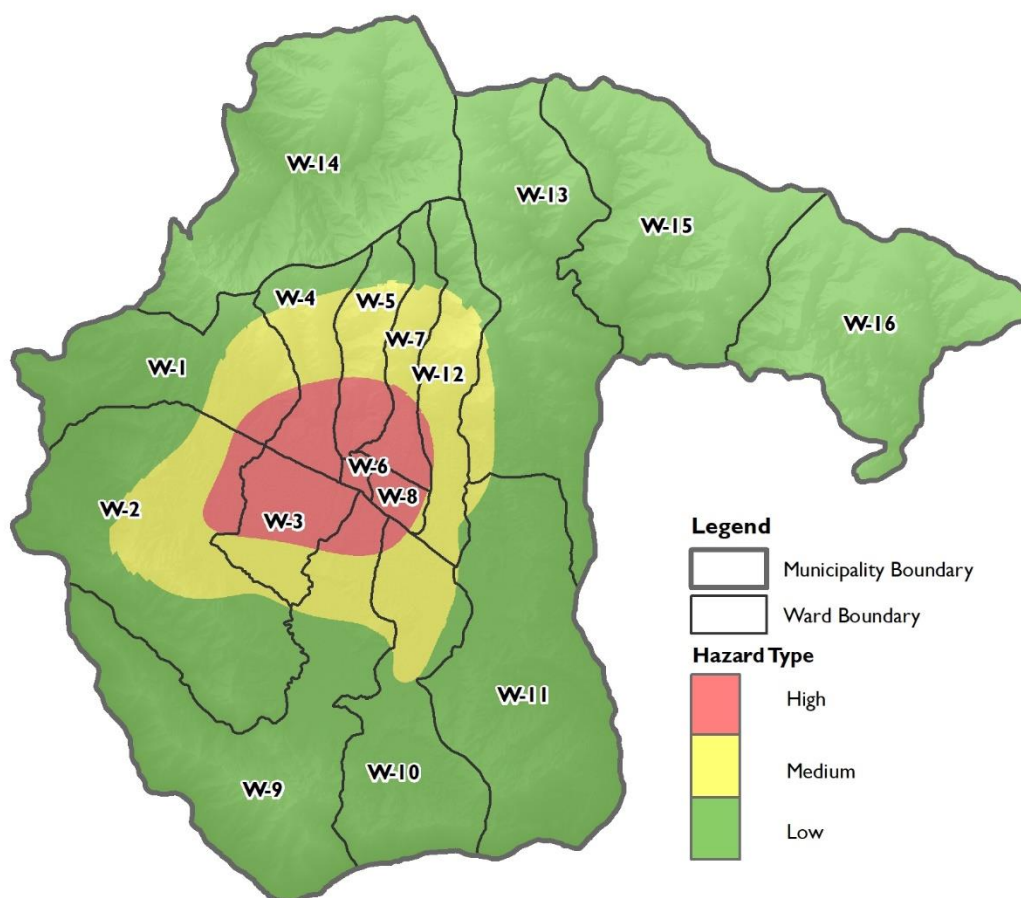 W-14
W-13
W-15
W-4
W-5
W-16
W-7
W-1
W-12
W-6
W-8
W-2
W-3
Legend
Municipality Boundary
Ward Boundary
Hazard Type
High
W-11
Medium
W-10
W-9
Low